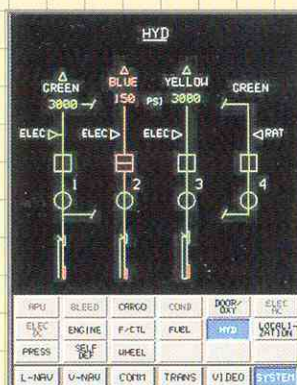 HYD
GREEN BLUE YELLOW GREEN
3000 150 PSI 3000
ELEC ELEC ELEC RAT
1 2 3 4
APU BLEED CARGO COND DOOR/OXY ELEC AC
ELEC DC ENGINE F/CTL FUEL HYD LOCALI-ZATION
PRESS SELF DEF WHEEL
L-NAV V-NAV COMM TRANS VIDEO SYSTEM